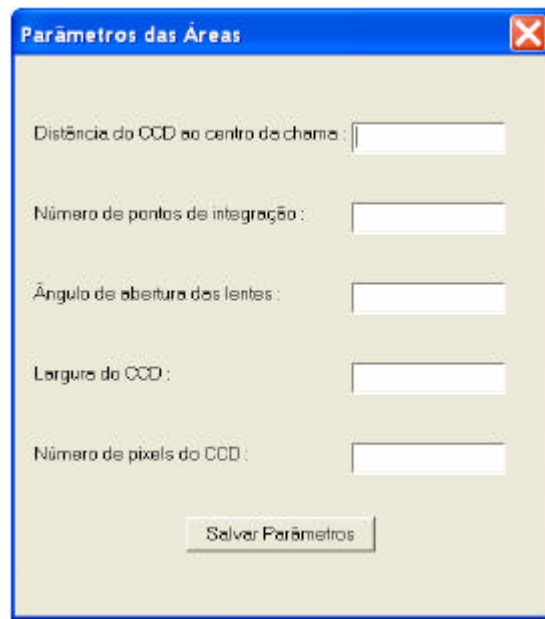 Parâmetros das Áreas
Distância do CCD ao centro da chama :
Número de pontos de integração :
Ângulo de abertura das lentes :
Largura do CCD :
Número de pixels do CCD :
Salvar Parâmetros